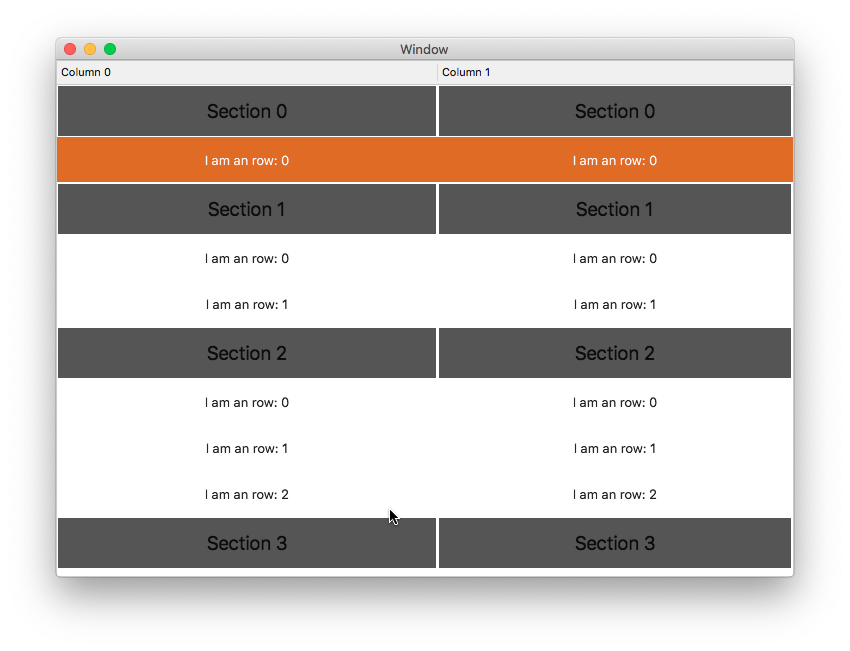 Window
Column 0 Column 1
Section 0 Section 0
I am an row: 0 I am an row: 0
Section 1 Section 1
I am an row: 0 I am an row: 0
I am an row: 1 I am an row: 1
Section 2 Section 2
I am an row: 0 I am an row: 0
I am an row: 1 I am an row: 1
I am an row: 2 I am an row: 2
Section 3 Section 3